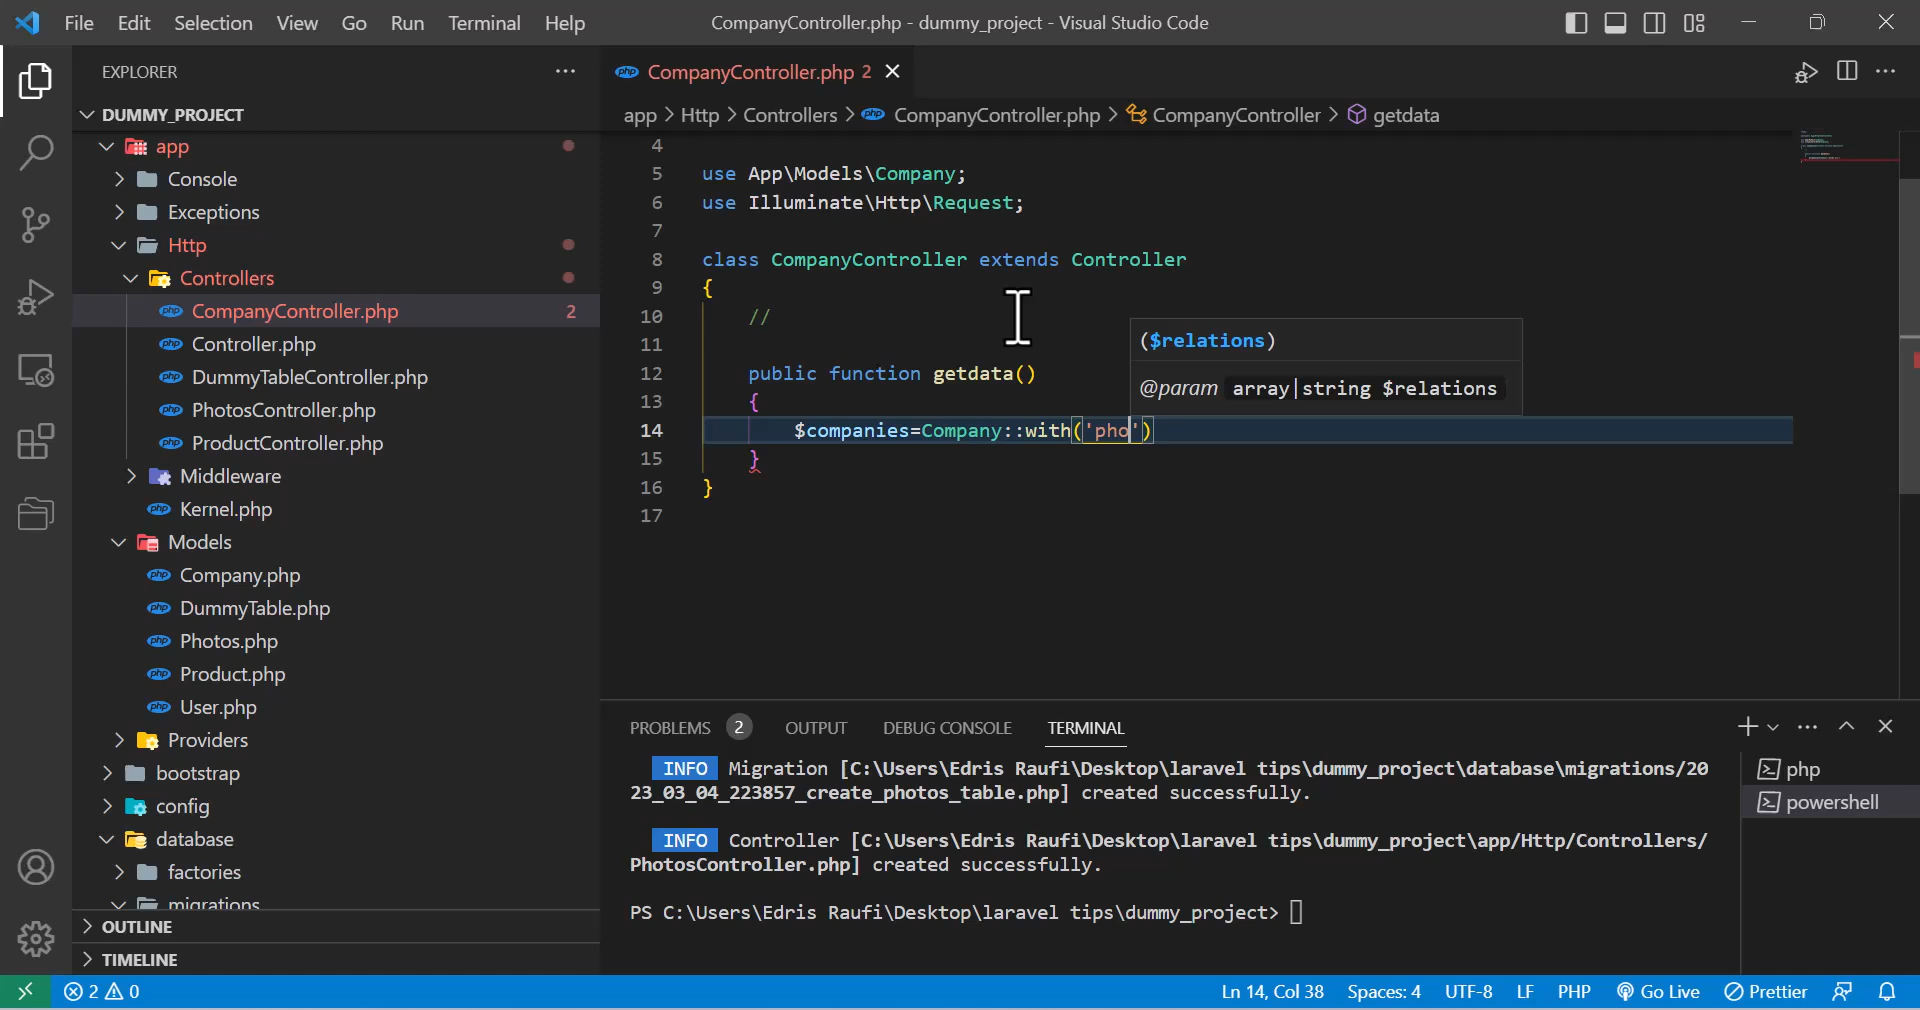 File Edit Selection View Go Run Terminal Help CompanyController.php - dummy_project - Visual Studio Code
EXPLORER
DUMMY_PROJECT
app
Console
Exceptions
Http
Controllers
CompanyController.php 2
Controller.php
DummyTableController.php
PhotosController.php
ProductController.php
Middleware
Kernel.php
Models
Company.php
DummyTable.php
Photos.php
Product.php
User.php
Providers
bootstrap
config
database
factories
migrations
OUTLINE
TIMELINE
php CompanyController.php 2
app > Http > Controllers > php CompanyController.php > CompanyController > getdata
4
5 use App\Models\Company;
6 use Illuminate\Http\Request;
7
8 class CompanyController extends Controller
9 {
10 //
11
12 public function getdata()
13 {
14 $companies=Company::with('pho')
15 }
16 }
17
($relations)
@param array|string $relations
PROBLEMS 2 OUTPUT DEBUG CONSOLE TERMINAL
INFO Migration [C:\Users\Edris Raufi\Desktop\laravel tips\dummy_project\database\migrations/20
23_03_04_223857_create_photos_table.php] created successfully.
INFO Controller [C:\Users\Edris Raufi\Desktop\laravel tips\dummy_project\app/Http/Controllers/
PhotosController.php] created successfully.
PS C:\Users\Edris Raufi\Desktop\laravel tips\dummy_project>
php
powershell
2 0 Ln 14, Col 38 Spaces: 4 UTF-8 LF PHP Go Live Prettier